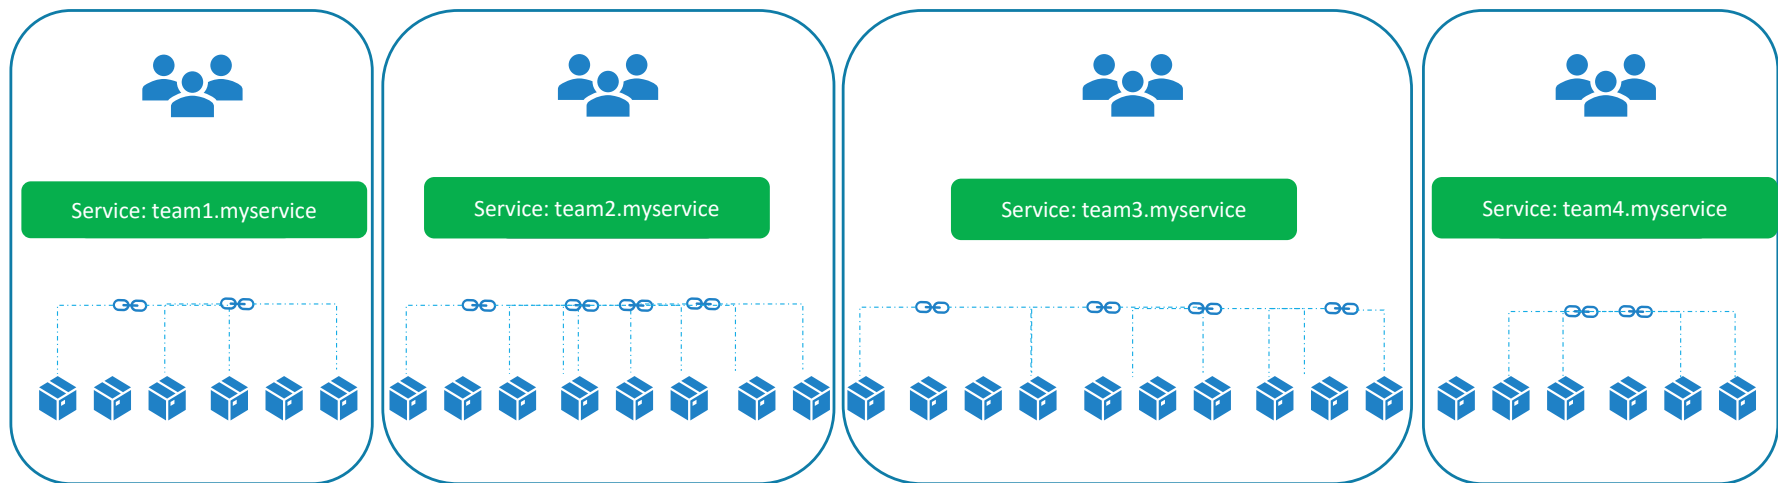 Service: team1.myservice
Service: team2.myservice
Service: team3.myservice
Service: team4.myservice